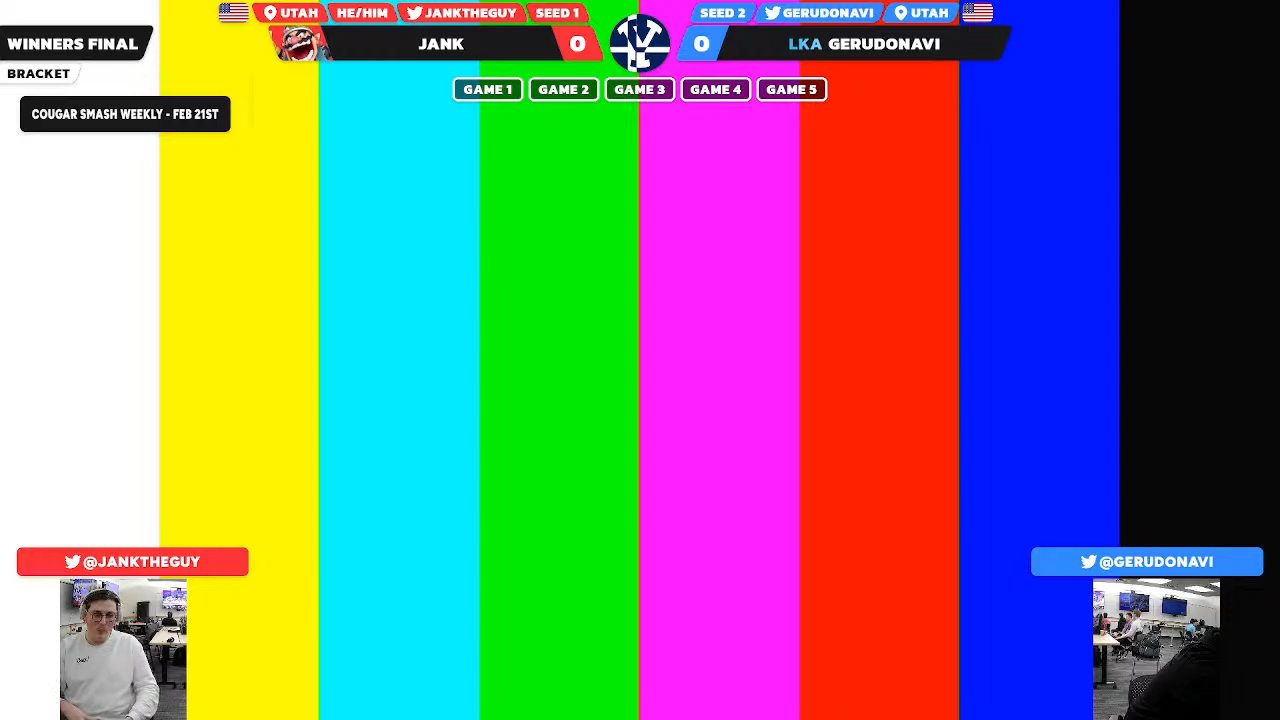 UTAH HE/HIM JANKTHEGUY SEED 1
SEED 2 GERUDONAVI UTAH
WINNERS FINAL
JANK 0
0 LKA GERUDONAVI
BRACKET
GAME 1 GAME 2 GAME 3 GAME 4 GAME 5
COUGAR SMASH WEEKLY - FEB 21ST
@JANKTHEGUY
@GERUDONAVI